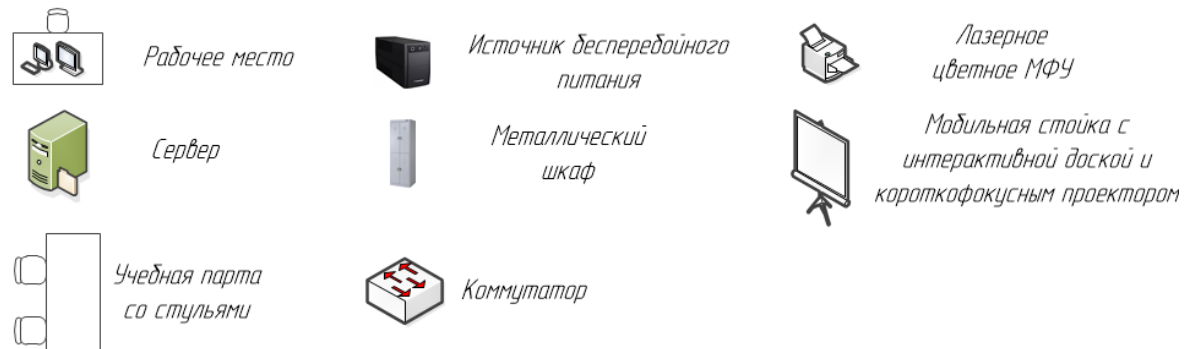 Рабочее место
Источник бесперебойного
питания
Лазерное
цветное МФУ
Сервер
Металлический
шкаф
Мобильная стойка с
интерактивной доской и
короткофокусным проектором
Учебная парта
со стульями
Коммутатор